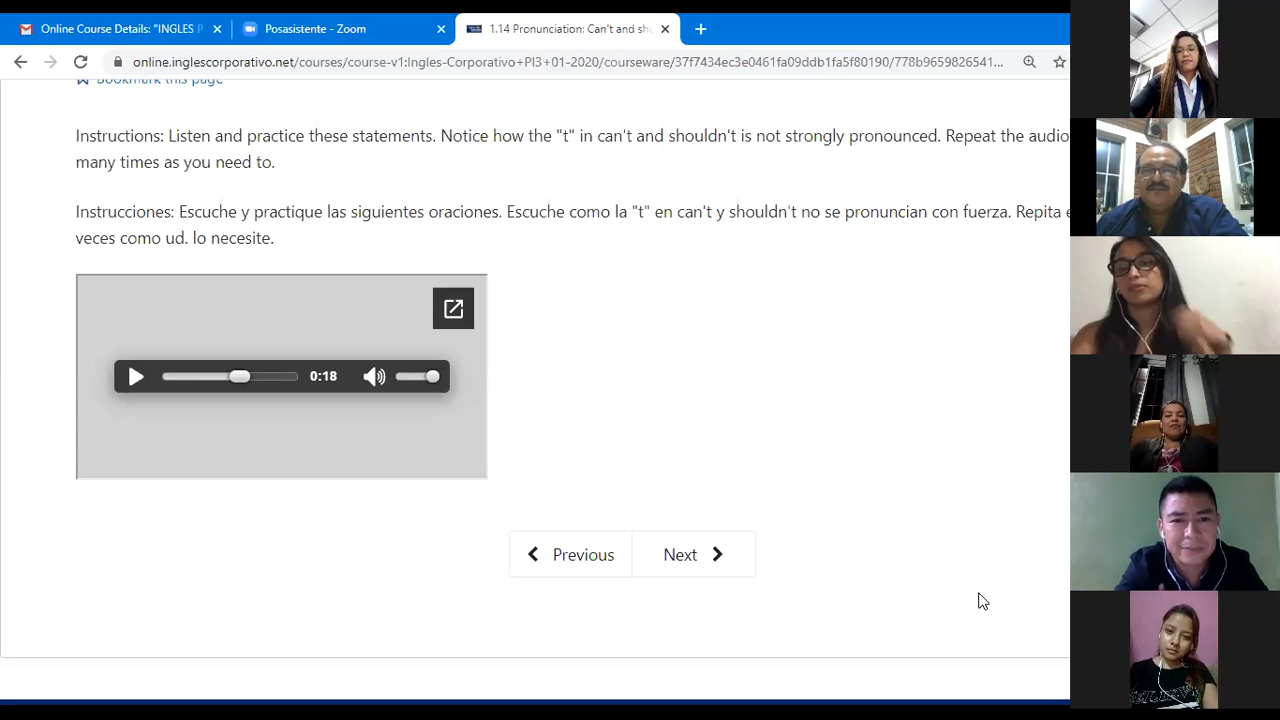 Online Course Details: "INGLES P
Posasistente - Zoom
1.14 Pronunciation: Can't and sho
online.inglescorporativo.net/courses/course-v1:Ingles-Corporativo+PI3+01-2020/courseware/37f7434ec3e0461fa09ddb1fa5f80190/778b9659826541...
Bookmark this page
Instructions: Listen and practice these statements. Notice how the "t" in can't and shouldn't is not strongly pronounced. Repeat the audio
many times as you need to.
Instrucciones: Escuche y practique las siguientes oraciones. Escuche como la "t" en can't y shouldn't no se pronuncian con fuerza. Repita e
veces como ud. lo necesite.
0:18
Previous
Next